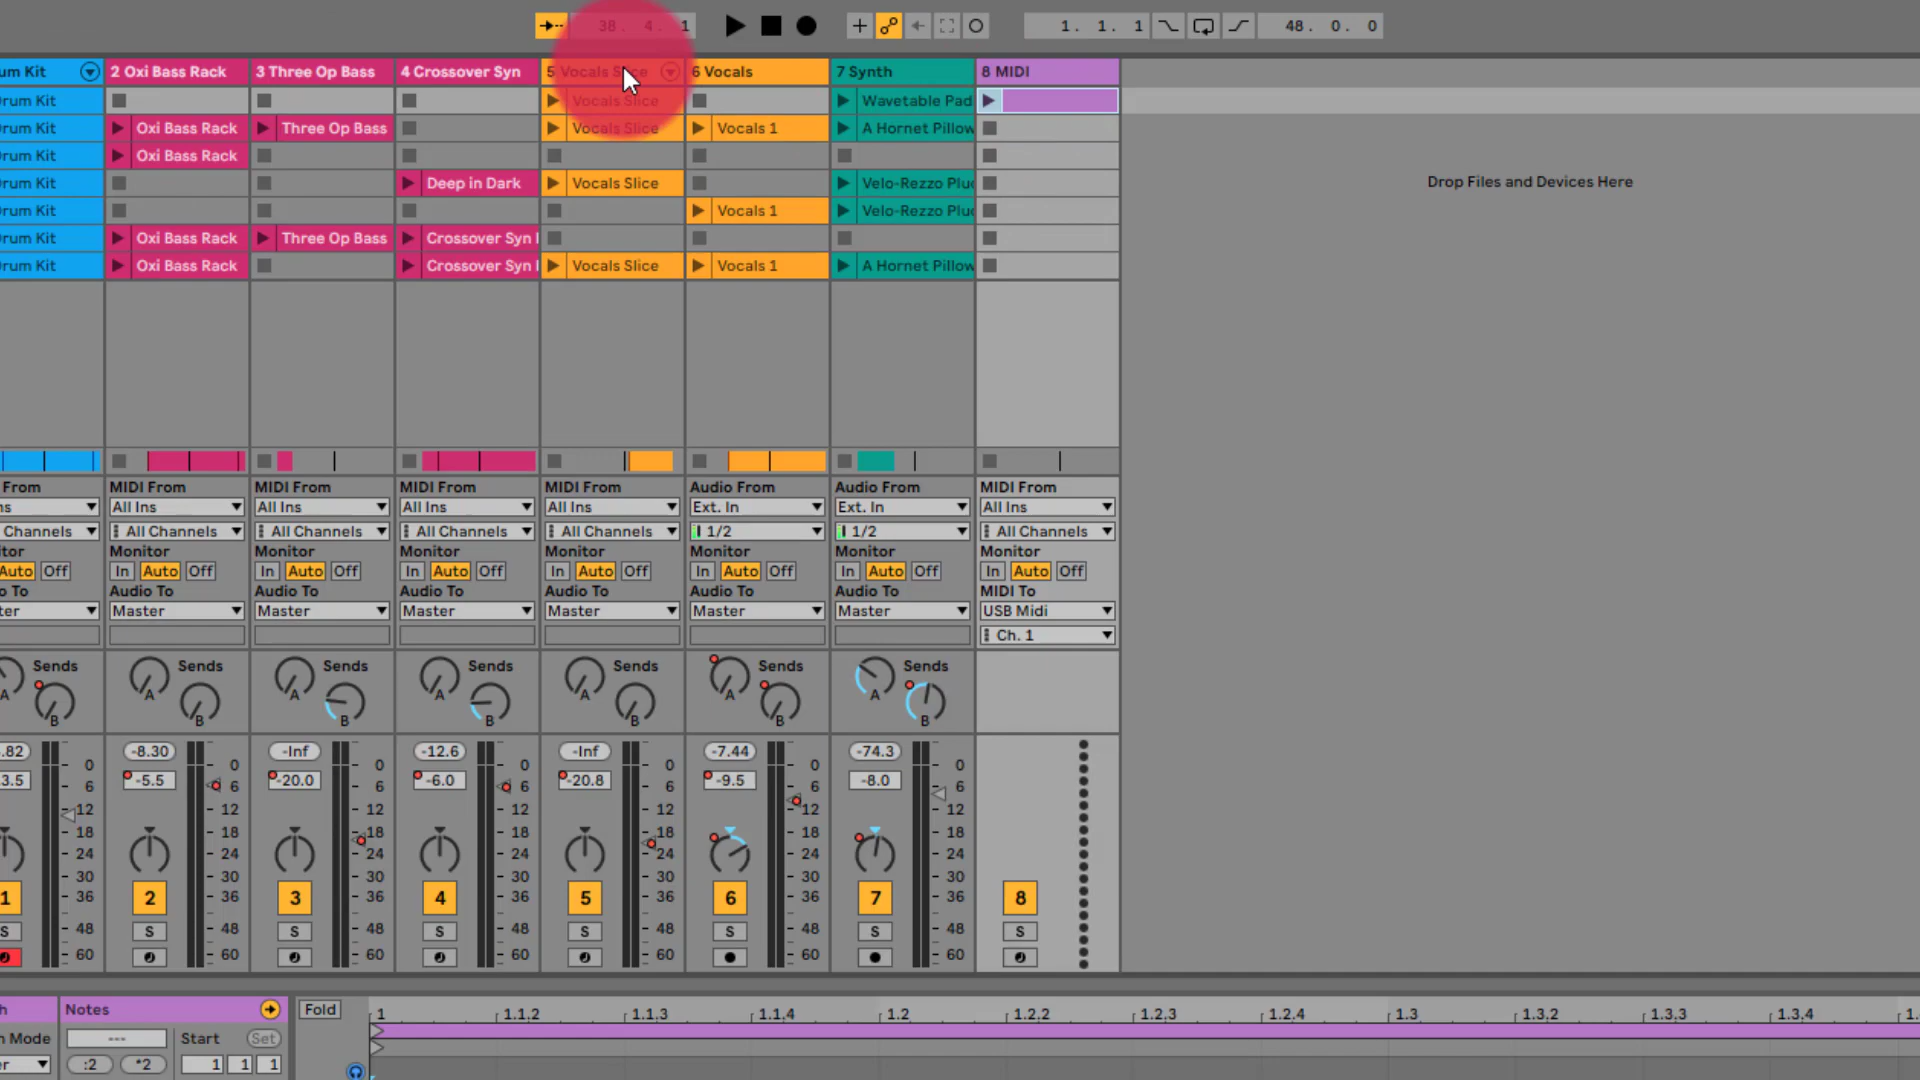 38. 4. 1 1. 1. 1 48. 0. 0
um Kit 2 Oxi Bass Rack 3 Three Op Bass 4 Crossover Syn 5 Vocals Slice 6 Vocals 7 Synth 8 MIDI
rum Kit Vocals Slice Wavetable Pad
rum Kit Oxi Bass Rack Three Op Bass Vocals Slice Vocals 1 A Hornet Pillow
rum Kit Oxi Bass Rack
rum Kit Deep in Dark Vocals Slice Velo-Rezzo Plu Drop Files and Devices Here
rum Kit Vocals 1 Velo-Rezzo Plu
rum Kit Oxi Bass Rack Three Op Bass Crossover Syn
rum Kit Oxi Bass Rack Crossover Syn Vocals Slice Vocals 1 A Hornet Pillow
From MIDI From MIDI From MIDI From MIDI From Audio From Audio From MIDI From
ns All Ins All Ins All Ins All Ins Ext. In Ext. In All Ins
Channels All Channels All Channels All Channels All Channels 1/2 1/2 All Channels
tor Monitor Monitor Monitor Monitor Monitor Monitor Monitor
Auto Off In Auto Off In Auto Off In Auto Off In Auto Off In Auto Off In Auto Off In Auto Off
o To Audio To Audio To Audio To Audio To Audio To Audio To MIDI To
ter Master Master Master Master Master Master USB Midi
Ch. 1
Sends Sends Sends Sends Sends Sends Sends
A A A A A A A
B B B B B B B
.82 -8.30 -Inf -12.6 -Inf -7.44 -74.3
0 0 0 0 0 0 0
3.5 -5.5 -20.0 -6.0 -20.8 -9.5 -8.0
6 6 6 6 6 6 6
12 12 12 12 12 12 12
18 18 18 18 18 18 18
24 24 24 24 24 24 24
30 30 30 30 30 30 30
1 2 3 4 5 6 7 8
36 36 36 36 36 36 36
S S S S S S S S
48 48 48 48 48 48 48
60 60 60 60 60 60 60
h Notes Fold 1 1.1.2 1.1.3 1.1.4 1.2 1.2.2 1.2.3 1.2.4 1.3 1.3.2 1.3.3 1.3.4 1.
n Mode --- Start Set
er :2 *2 1 1 1